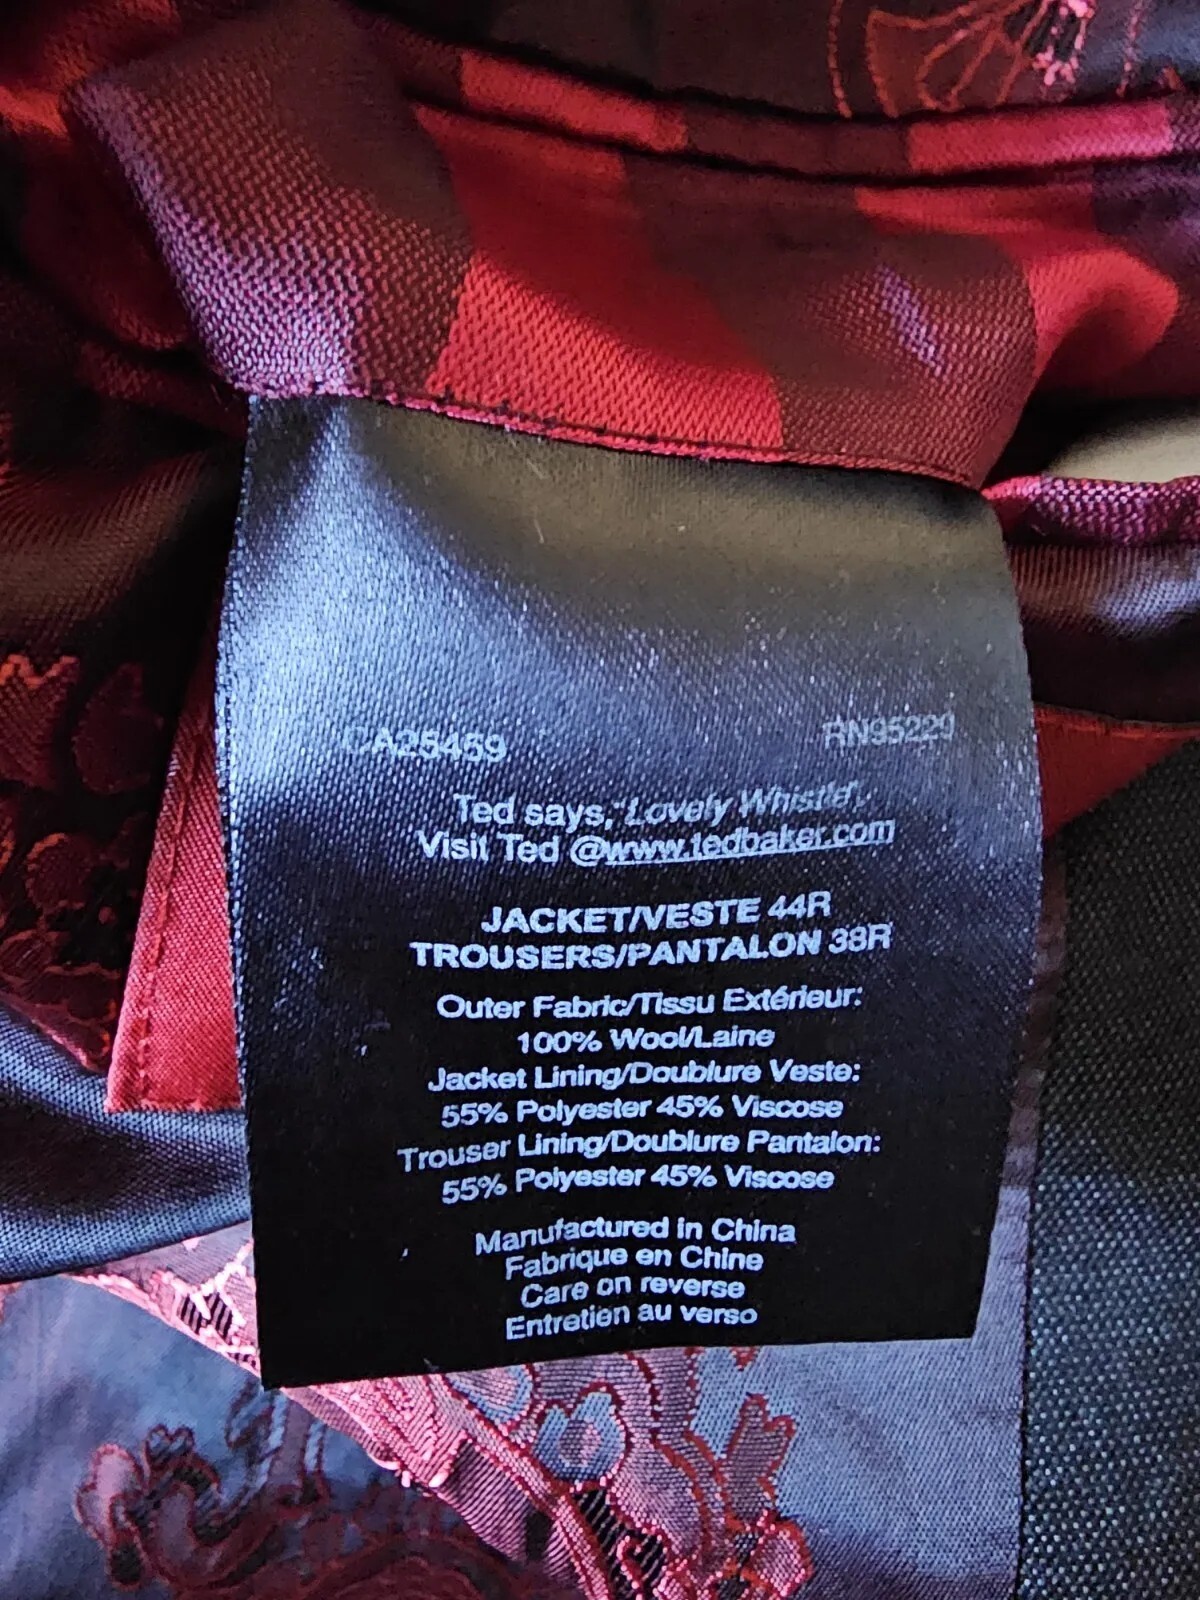 CA25459 RN95229
Ted says,"Lovely Whistle".
Visit Ted @www.tedbaker.com
JACKET/VESTE 44R
TROUSERS/PANTALON 38R
Outer Fabric/Tissu Extérieur:
100% Wool/Laine
Jacket Lining/Doublure Veste:
55% Polyester 45% Viscose
Trouser Lining/Doublure Pantalon:
55% Polyester 45% Viscose
Manufactured in China
Fabrique en Chine
Care on reverse
Entretien au verso